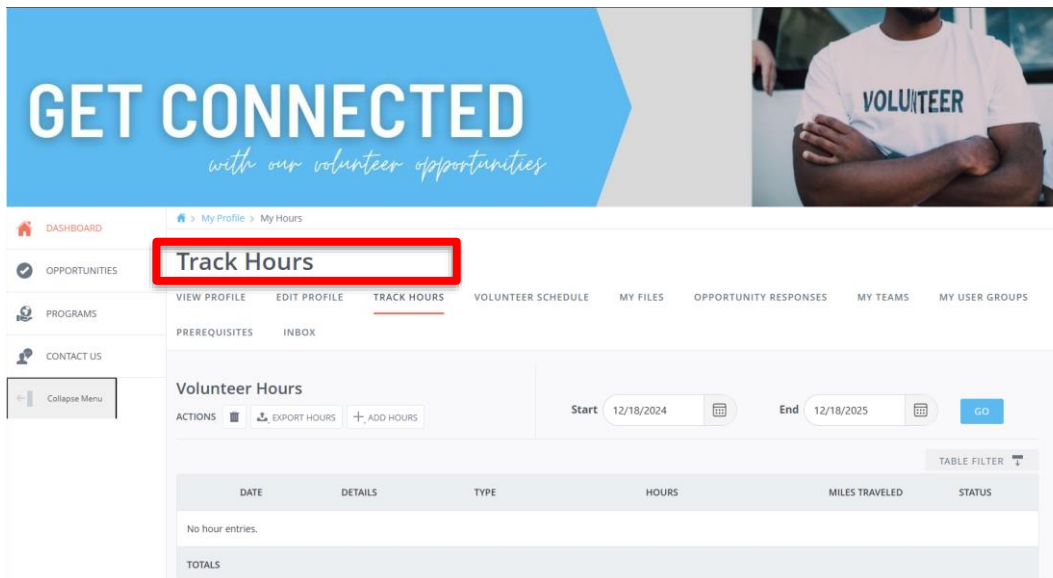 GET CONNECTED
with our volunteer opportunities
VOLUNTEER
DASHBOARD
OPPORTUNITIES
PROGRAMS
CONTACT US
Collapse Menu
> My Profile > My Hours
Track Hours
VIEW PROFILE EDIT PROFILE TRACK HOURS VOLUNTEER SCHEDULE MY FILES OPPORTUNITY RESPONSES MY TEAMS MY USER GROUPS
PREREQUISITES INBOX
Volunteer Hours
ACTIONS EXPORT HOURS + ADD HOURS
Start 12/18/2024 End 12/18/2025 GO
TABLE FILTER
DATE DETAILS TYPE HOURS MILES TRAVELED STATUS
No hour entries.
TOTALS